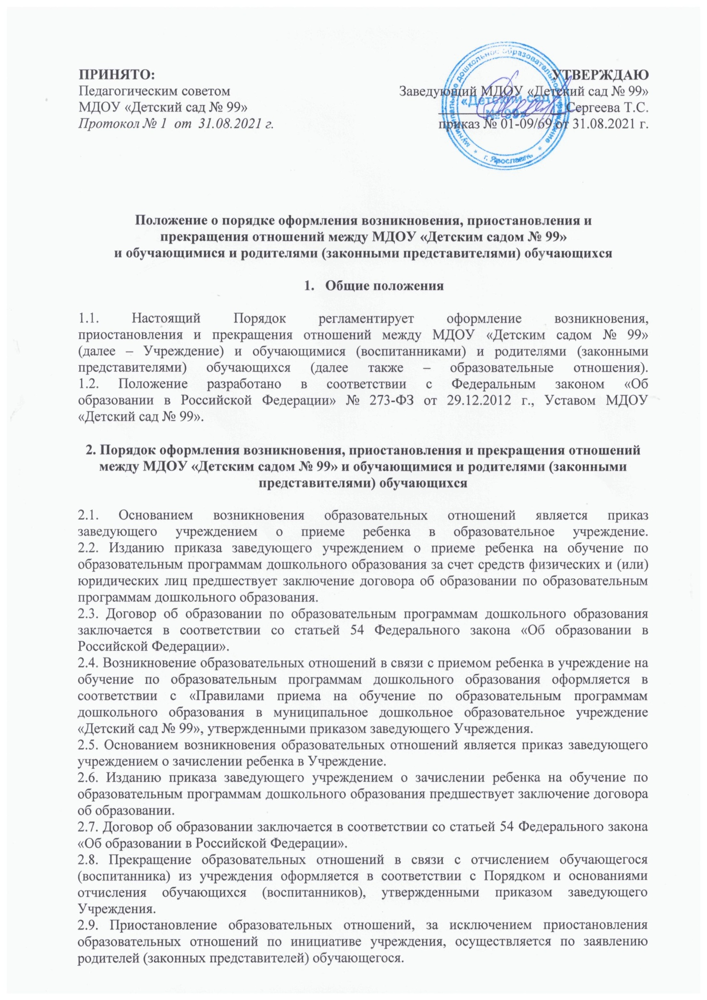 ПРИНЯТО:
Педагогическим советом
МДОУ «Детский сад № 99»
Протокол № 1 от 31.08.2021 г.
УТВЕРЖДАЮ
Заведующий МДОУ «Детский сад № 99»
Сергеева Т.С.
приказ № 01-09/69 от 31.08.2021 г.
муниципальное дошкольное образовательное учреждение
«Детский сад
№ 99»
* г. Ярославль *
Положение о порядке оформления возникновения, приостановления и
прекращения отношений между МДОУ «Детским садом № 99»
и обучающимися и родителями (законными представителями) обучающихся
1. Общие положения
1.1. Настоящий Порядок регламентирует оформление возникновения,
приостановления и прекращения отношений между МДОУ «Детским садом № 99»
(далее – Учреждение) и обучающимися (воспитанниками) и родителями (законными
представителями) обучающихся (далее также – образовательные отношения).
1.2. Положение разработано в соответствии с Федеральным законом «Об
образовании в Российской Федерации» № 273-ФЗ от 29.12.2012 г., Уставом МДОУ
«Детский сад № 99».
2. Порядок оформления возникновения, приостановления и прекращения отношений
между МДОУ «Детским садом № 99» и обучающимися и родителями (законными
представителями) обучающихся
2.1. Основанием возникновения образовательных отношений является приказ
заведующего учреждением о приеме ребенка в образовательное учреждение.
2.2. Изданию приказа заведующего учреждением о приеме ребенка на обучение по
образовательным программам дошкольного образования за счет средств физических и (или)
юридических лиц предшествует заключение договора об образовании по образовательным
программам дошкольного образования.
2.3. Договор об образовании по образовательным программам дошкольного образования
заключается в соответствии со статьей 54 Федерального закона «Об образовании в
Российской Федерации».
2.4. Возникновение образовательных отношений в связи с приемом ребенка в учреждение на
обучение по образовательным программам дошкольного образования оформляется в
соответствии с «Правилами приема на обучение по образовательным программам
дошкольного образования в муниципальное дошкольное образовательное учреждение
«Детский сад № 99», утвержденными приказом заведующего Учреждения.
2.5. Основанием возникновения образовательных отношений является приказ заведующего
учреждением о зачислении ребенка в Учреждение.
2.6. Изданию приказа заведующего учреждением о зачислении ребенка на обучение по
образовательным программам дошкольного образования предшествует заключение договора
об образовании.
2.7. Договор об образовании заключается в соответствии со статьей 54 Федерального закона
«Об образовании в Российской Федерации».
2.8. Прекращение образовательных отношений в связи с отчислением обучающегося
(воспитанника) из учреждения оформляется в соответствии с Порядком и основаниями
отчисления обучающихся (воспитанников), утвержденными приказом заведующего
Учреждения.
2.9. Приостановление образовательных отношений, за исключением приостановления
образовательных отношений по инициативе учреждения, осуществляется по заявлению
родителей (законных представителей) обучающегося.